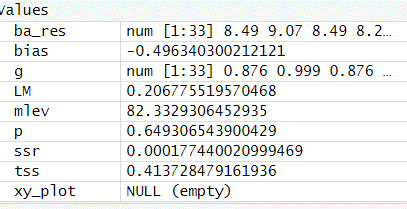 Values
ba_res num [1:33] 8.49 9.07 8.49 8.2…
bias -0.496340300212121
g num [1:33] 0.876 0.999 0.876 …
LM 0.206775519570468
mlev 82.3329306452935
p 0.649306543900429
ssr 0.000177440020999469
tss 0.413728479161936
xy_plot NULL (empty)